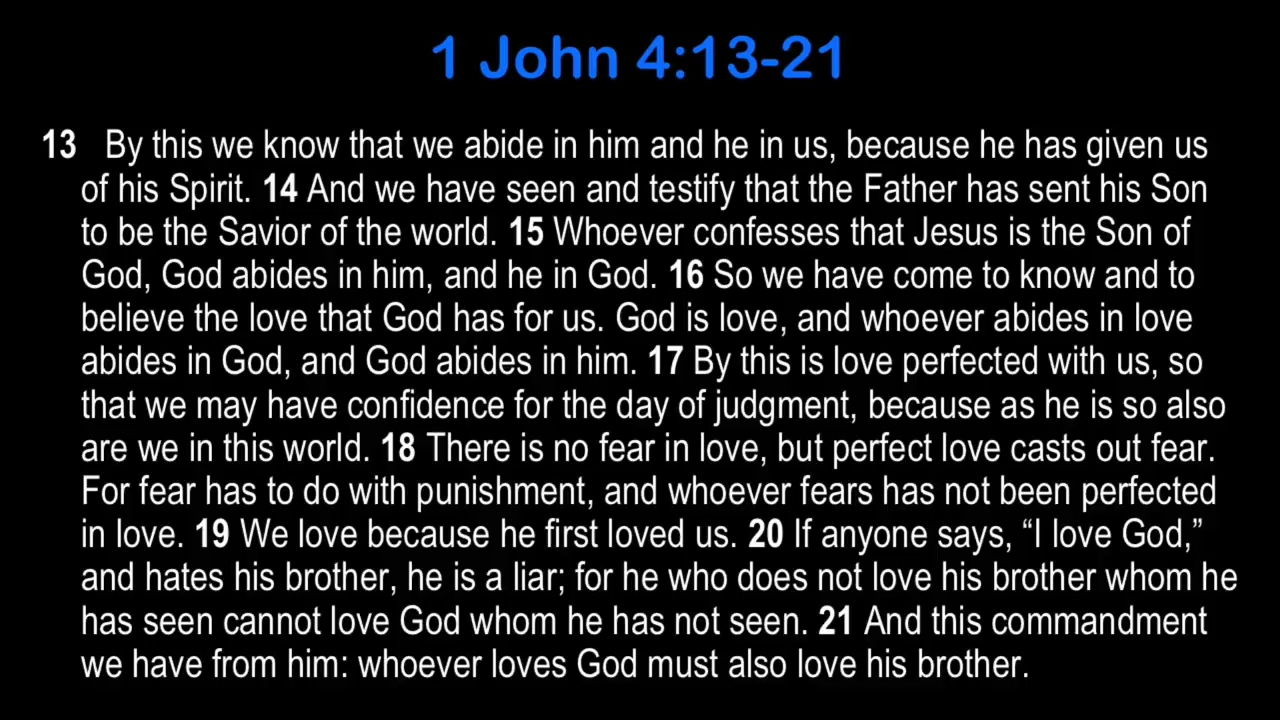 1 John 4:13-21
13 By this we know that we abide in him and he in us, because he has given us
of his Spirit. 14 And we have seen and testify that the Father has sent his Son
to be the Savior of the world. 15 Whoever confesses that Jesus is the Son of
God, God abides in him, and he in God. 16 So we have come to know and to
believe the love that God has for us. God is love, and whoever abides in love
abides in God, and God abides in him. 17 By this is love perfected with us, so
that we may have confidence for the day of judgment, because as he is so also
are we in this world. 18 There is no fear in love, but perfect love casts out fear.
For fear has to do with punishment, and whoever fears has not been perfected
in love. 19 We love because he first loved us. 20 If anyone says, “I love God,”
and hates his brother, he is a liar; for he who does not love his brother whom he
has seen cannot love God whom he has not seen. 21 And this commandment
we have from him: whoever loves God must also love his brother.